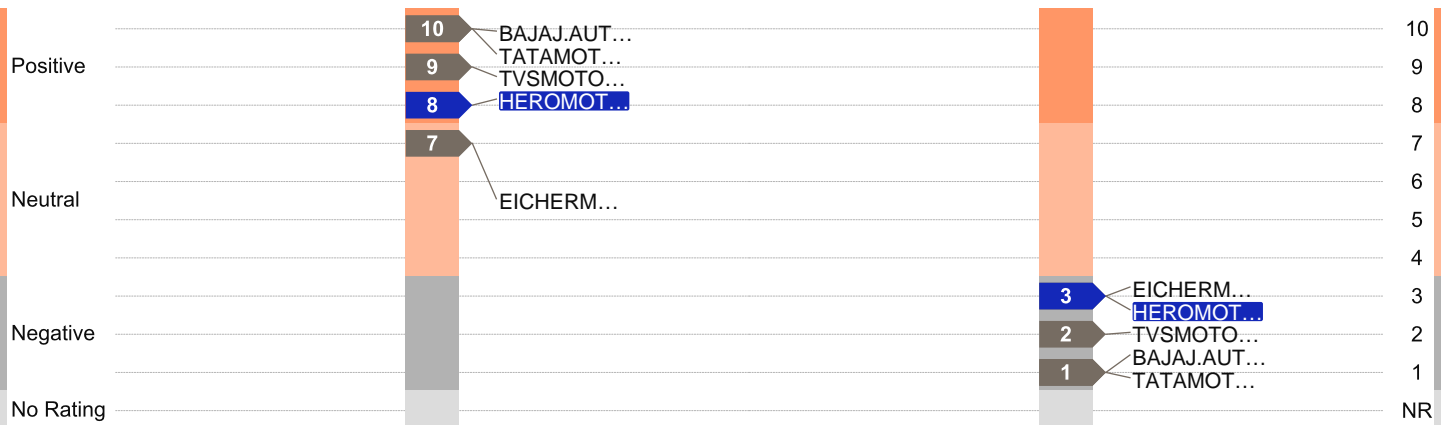 10 BAJAJ.AUT… 10
TATAMOT…
Positive 9 TVSMOTO… 9
8 HEROMOT… 8
7 7
6
Neutral EICHERM…
5
4
3 EICHERM… 3
HEROMOT…
Negative 2 TVSMOTO… 2
BAJAJ.AUT…
1 TATAMOT… 1
No Rating NR